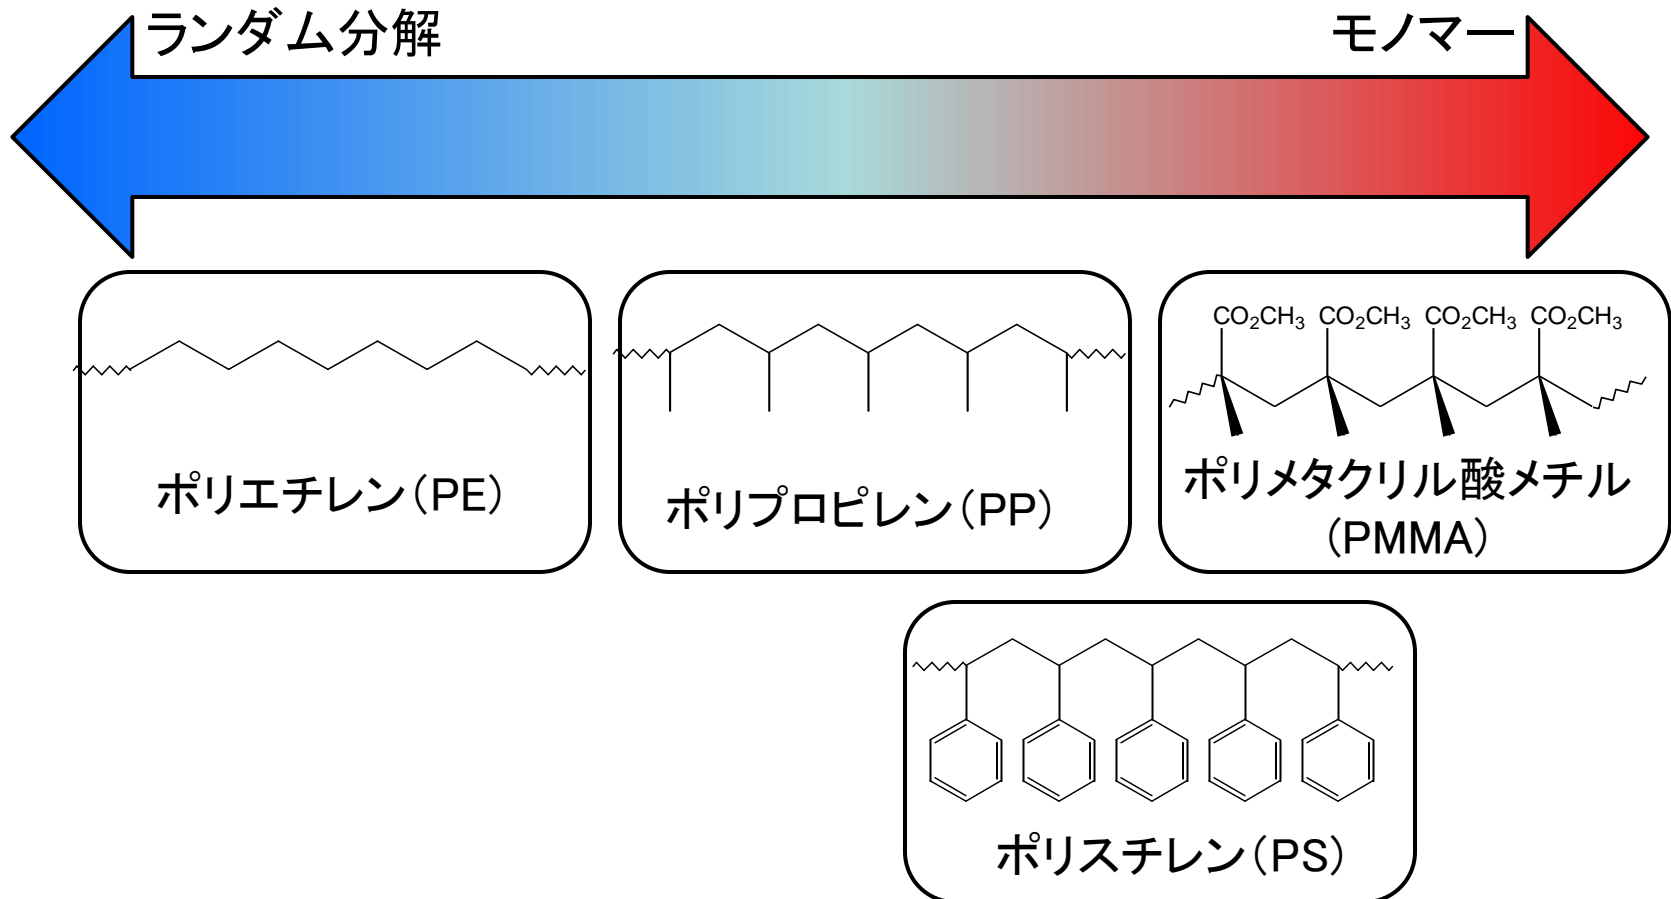 ランダム分解
モノマー
CO₂CH₃ CO₂CH₃ CO₂CH₃ CO₂CH₃
ポリエチレン（PE）
ポリプロピレン（PP）
ポリメタクリル酸メチル
（PMMA）
ポリスチレン（PS）